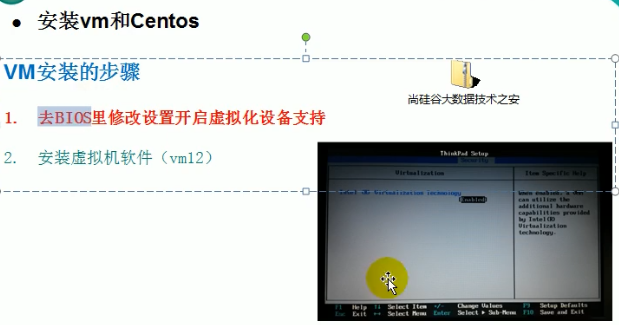 • 安装vm和Centos
VM安装的步骤
尚硅谷大数据技术之安
1. 去BIOS里修改设置开启虚拟化设备支持
2. 安装虚拟机软件（vm12）
ThinkPad Setup
Security
Virtualization
Item Specific Help
Intel (R) Virtualization Technology
[Enabled]
When enabled, a VMM
can utilize the
additional hardware
capabilities provided
by Intel(R)
Virtualization
technology.
F1 Help ↑↓ Select Item -/+ Change Values F9 Setup Defaults
Esc Exit ↔ Select Menu Enter Select ▸ Sub-Menu F10 Save and Exit